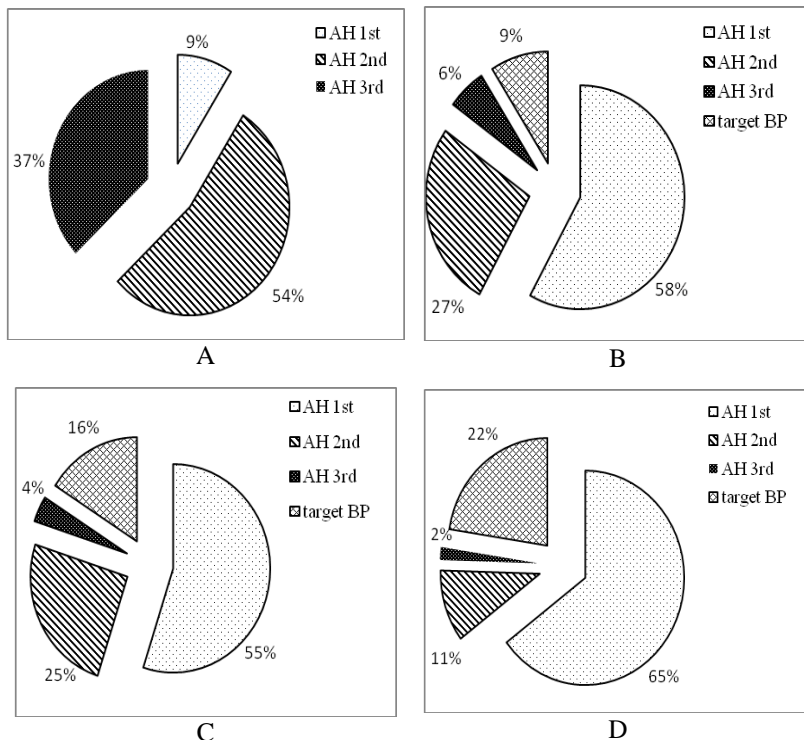 9%
AH 1st
AH 2nd
AH 3rd
37%
54%
A
9%
AH 1st
AH 2nd
AH 3rd
target BP
6%
27%
58%
B
16%
AH 1st
AH 2nd
AH 3rd
target BP
4%
25%
55%
C
22%
AH 1st
AH 2nd
AH 3rd
target BP
2%
11%
65%
D